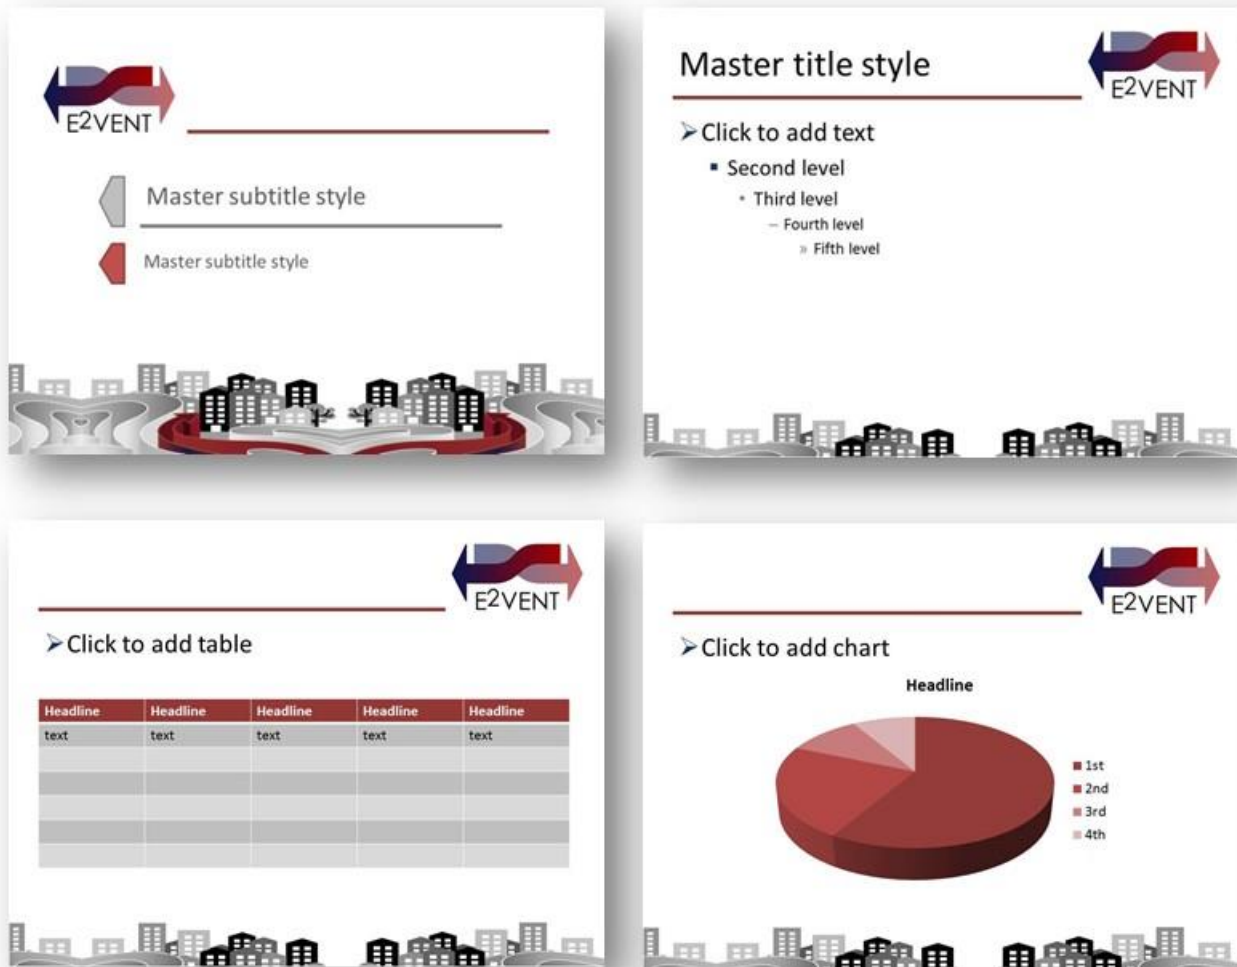 E2VENT
Master subtitle style
Master subtitle style
Master title style
E2VENT
➢Click to add text
▪ Second level
• Third level
– Fourth level
» Fifth level
E2VENT
➢Click to add table
Headline Headline Headline Headline Headline
text text text text text
E2VENT
➢Click to add chart
Headline
1st
2nd
3rd
4th